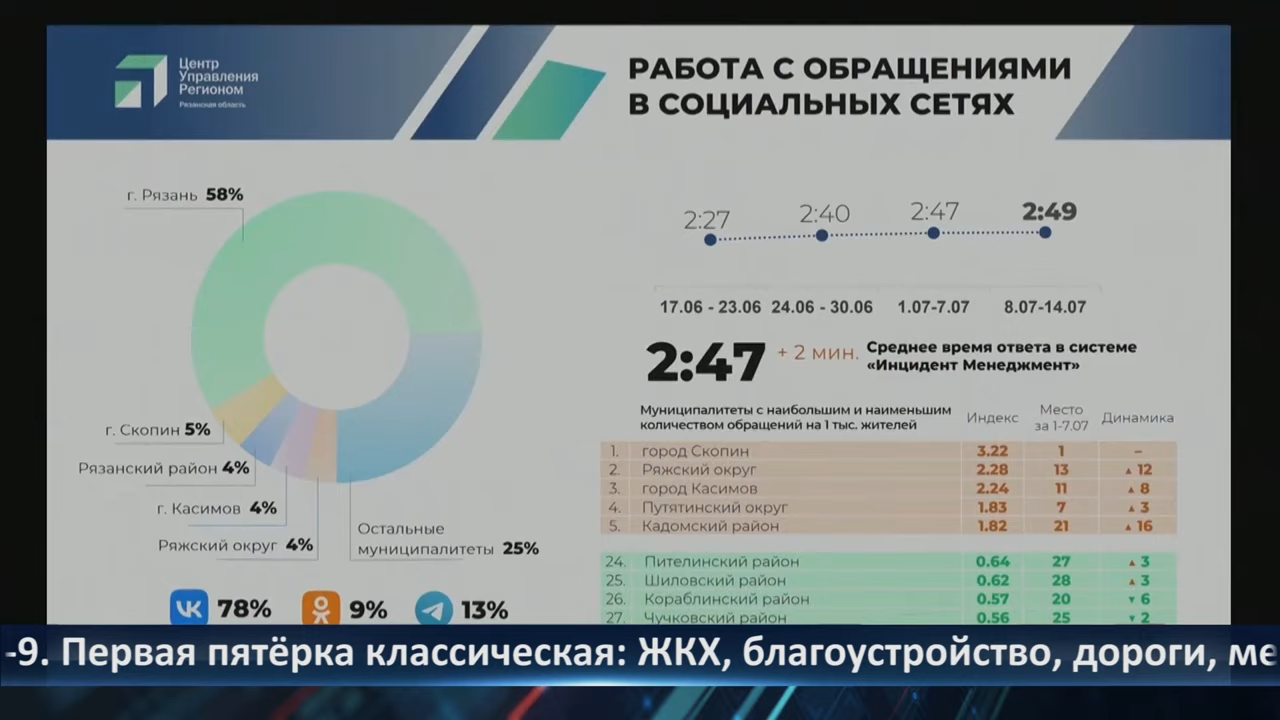 Центр
Управления
Регионом
Рязанская область
РАБОТА С ОБРАЩЕНИЯМИ
В СОЦИАЛЬНЫХ СЕТЯХ
г. Рязань 58%
г. Скопин 5%
Рязанский район 4%
г. Касимов 4%
Ряжский округ 4%
Остальные
муниципалитеты 25%
78% 9% 13%
2:27 2:40 2:47 2:49
17.06 - 23.06 24.06 - 30.06 1.07-7.07 8.07-14.07
2:47 + 2 мин. Среднее время ответа в системе
«Инцидент Менеджмент»
Муниципалитеты с наибольшим и наименьшим
количеством обращений на 1 тыс. жителей
Индекс Место
за 1-7.07 Динамика
1. город Скопин 3.22 1 –
2. Ряжский округ 2.28 13 ▲ 12
3. город Касимов 2.24 11 ▲ 8
4. Путятинский округ 1.83 7 ▲ 3
5. Кадомский район 1.82 21 ▲ 16
24. Пителинский район 0.64 27 ▲ 3
25. Шиловский район 0.62 28 ▲ 3
26. Кораблинский район 0.57 20 ▼ 6
27. Чучковский район 0.56 25 ▼ 2
-9. Первая пятёрка классическая: ЖКХ, благоустройство, дороги, ме